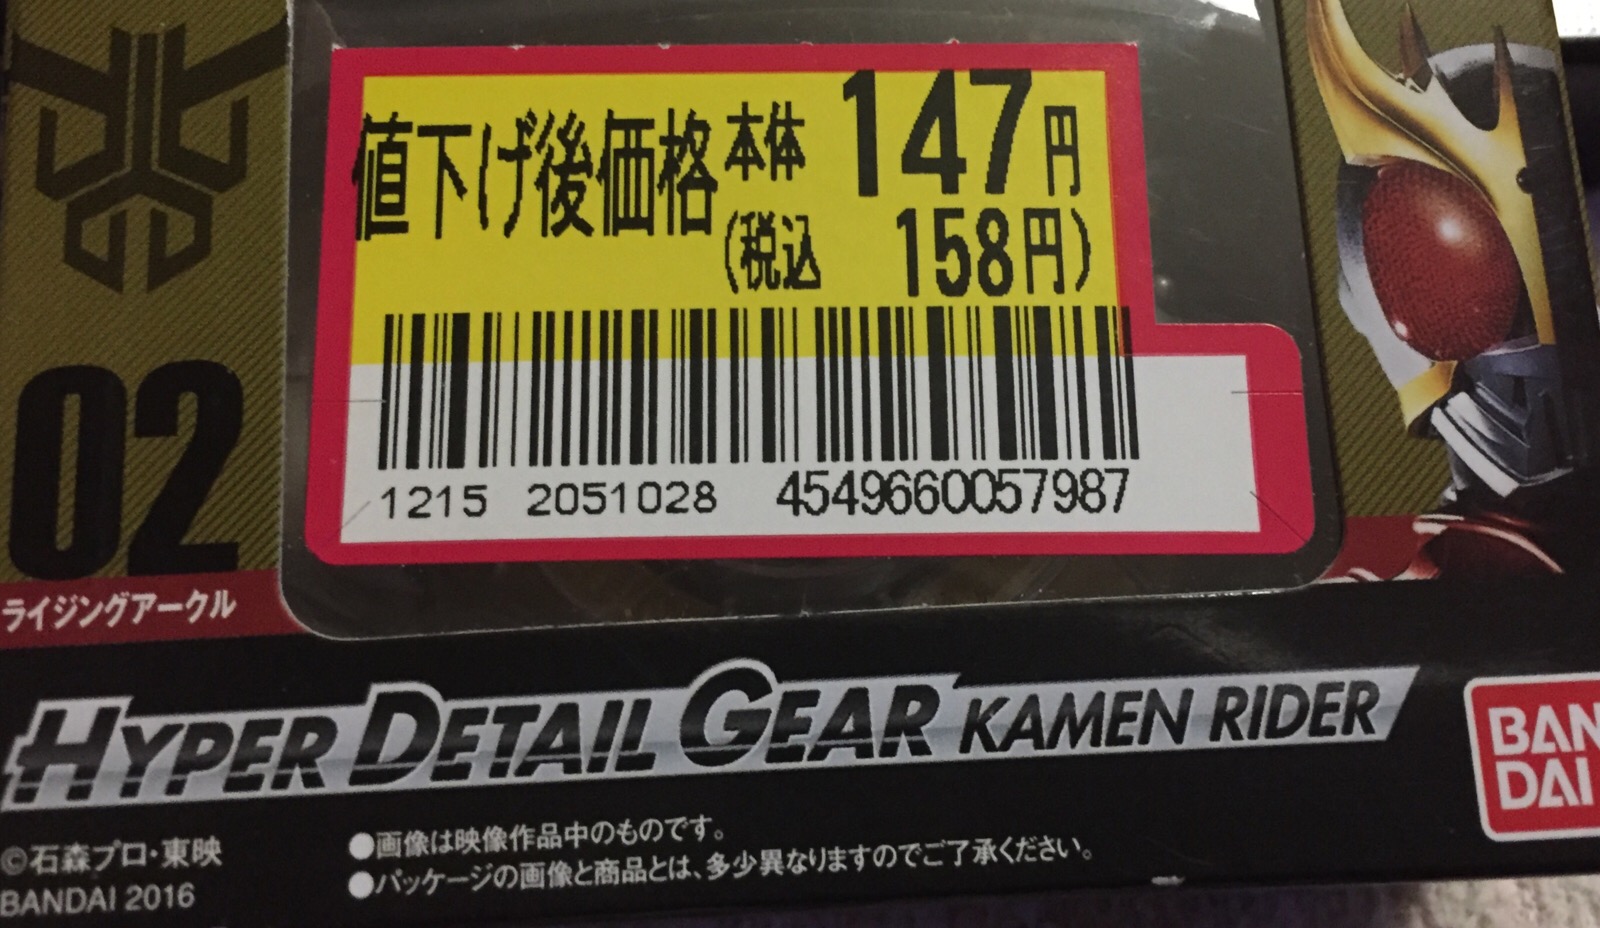 値下げ後価格 本体 147円
(税込 158円)
1215 2051028 4549660057987
02
ライジングアークル
HYPER DETAIL GEAR KAMEN RIDER
BAN
DAI
©石森プロ・東映
BANDAI 2016
●画像は映像作品中のものです。
●パッケージの画像と商品とは、多少異なりますのでご了承ください。